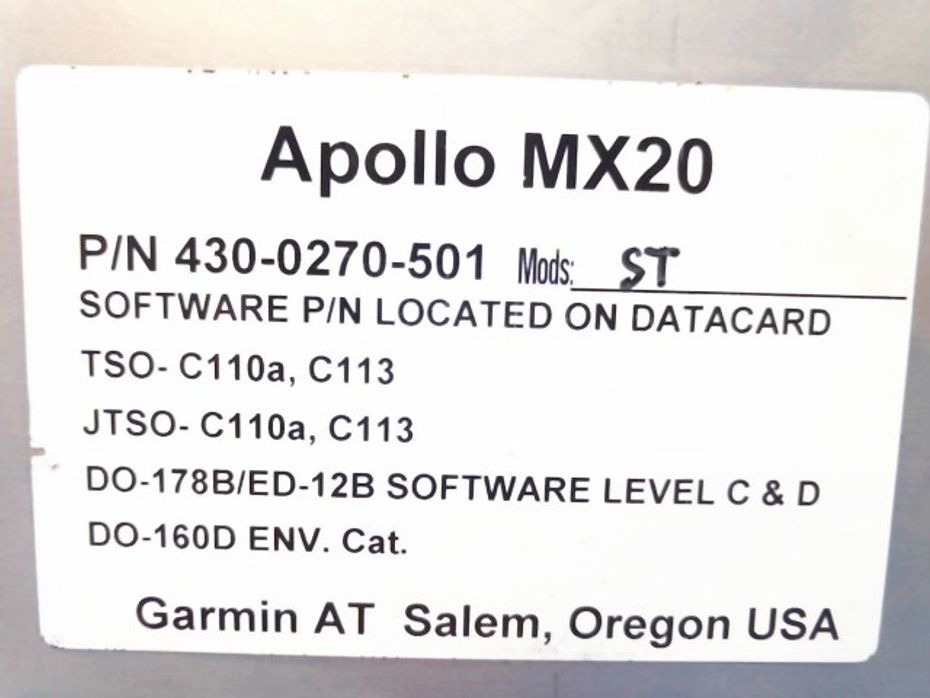 Apollo MX20
P/N 430-0270-501 Mods: ST
SOFTWARE P/N LOCATED ON DATACARD
TSO- C110a, C113
JTSO- C110a, C113
DO-178B/ED-12B SOFTWARE LEVEL C & D
DO-160D ENV. Cat.
Garmin AT Salem, Oregon USA